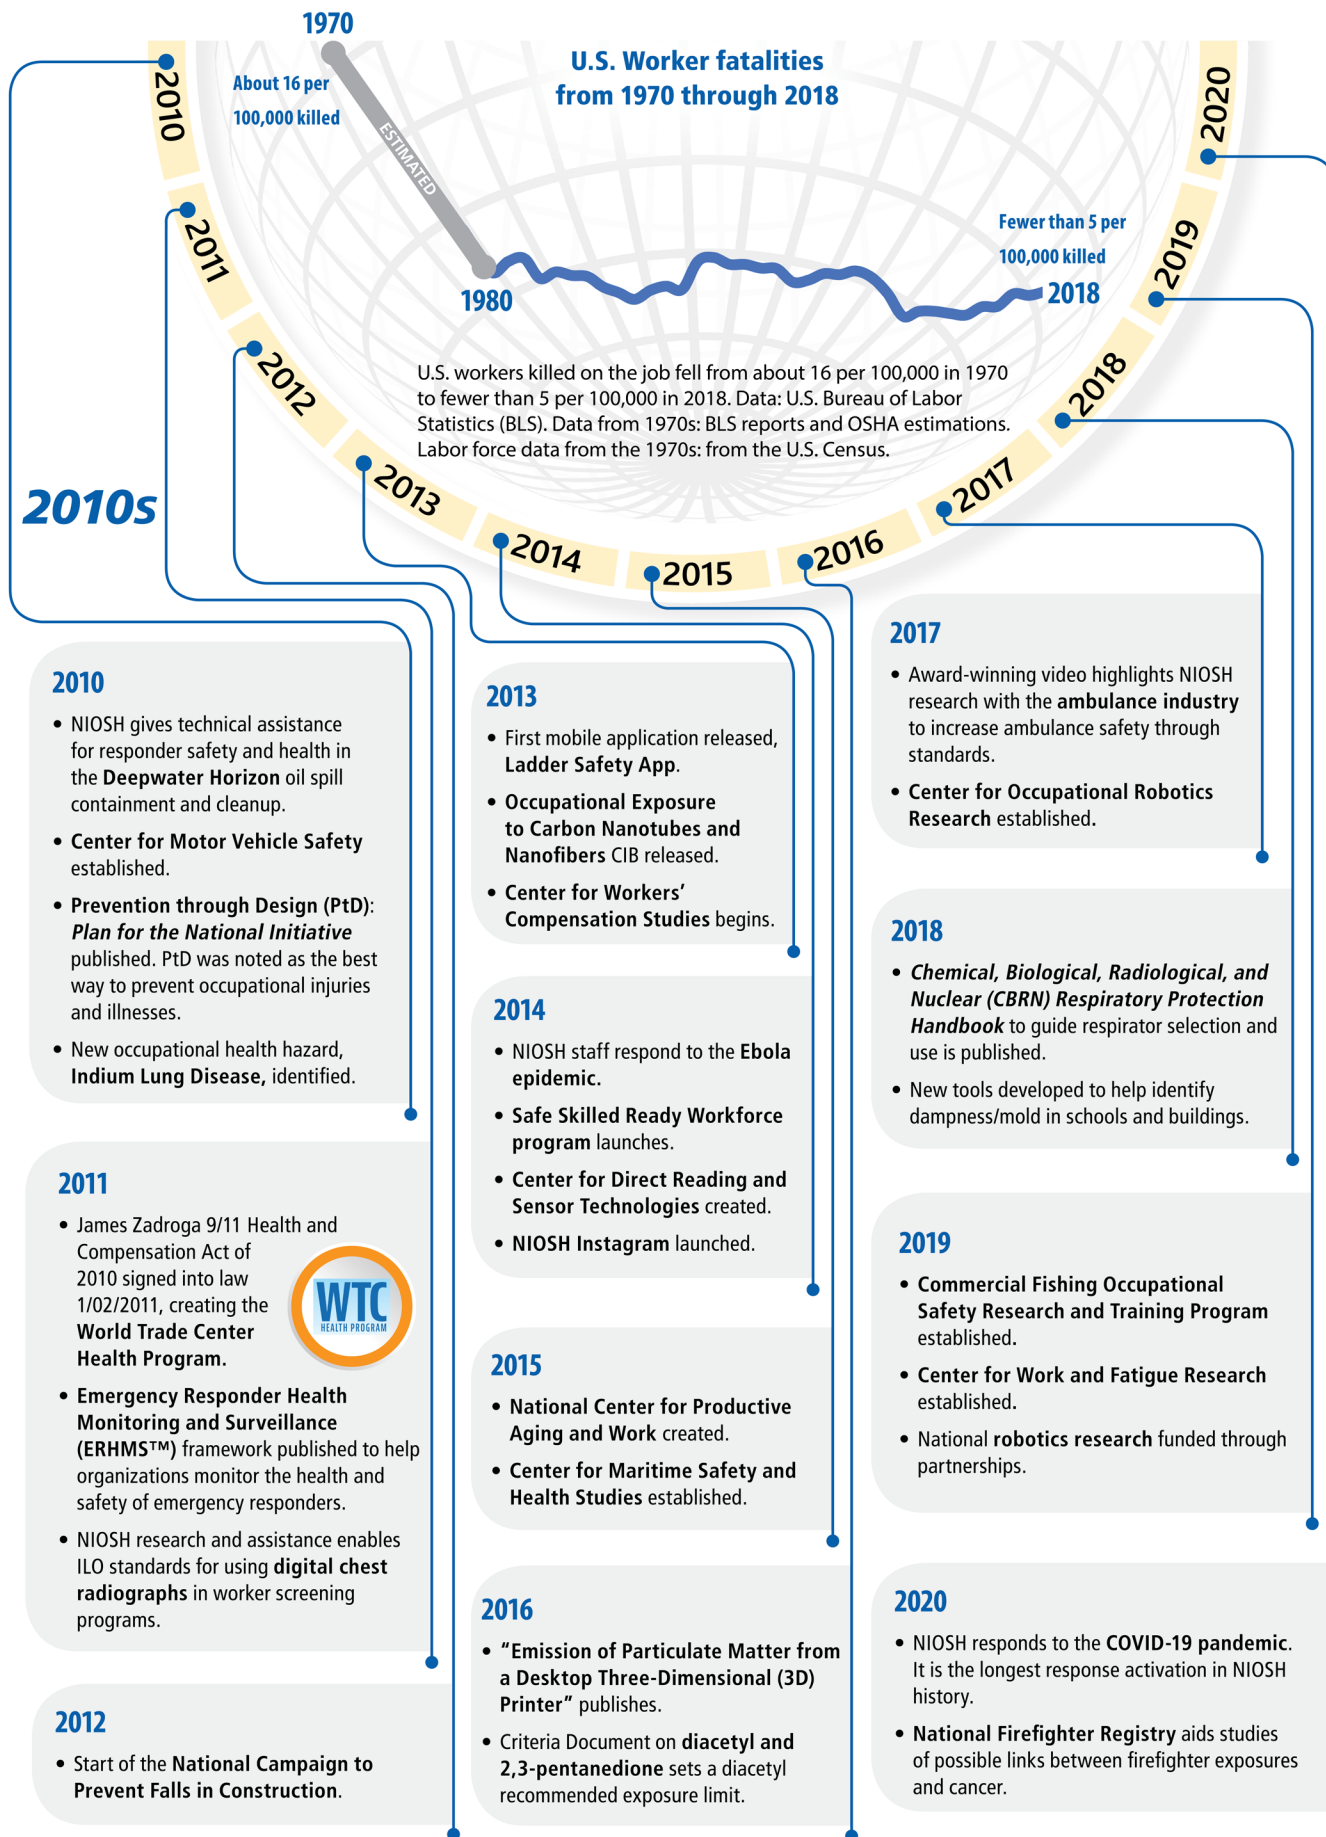 1970
U.S. Worker fatalities
from 1970 through 2018
About 16 per
100,000 killed
ESTIMATED
1980
Fewer than 5 per
100,000 killed
2018
U.S. workers killed on the job fell from about 16 per 100,000 in 1970
to fewer than 5 per 100,000 in 2018. Data: U.S. Bureau of Labor
Statistics (BLS). Data from 1970s: BLS reports and OSHA estimations.
Labor force data from the 1970s: from the U.S. Census.
2010
2011
2012
2013
2014
2015
2016
2017
2018
2019
2020
2010s
2010
• NIOSH gives technical assistance
for responder safety and health in
the Deepwater Horizon oil spill
containment and cleanup.
• Center for Motor Vehicle Safety
established.
• Prevention through Design (PtD):
Plan for the National Initiative
published. PtD was noted as the best
way to prevent occupational injuries
and illnesses.
• New occupational health hazard,
Indium Lung Disease, identified.
2011
• James Zadroga 9/11 Health and
Compensation Act of
2010 signed into law
1/02/2011, creating the
World Trade Center
Health Program.
WTC
HEALTH PROGRAM
• Emergency Responder Health
Monitoring and Surveillance
(ERHMS™) framework published to help
organizations monitor the health and
safety of emergency responders.
• NIOSH research and assistance enables
ILO standards for using digital chest
radiographs in worker screening
programs.
2012
• Start of the National Campaign to
Prevent Falls in Construction.
2013
• First mobile application released,
Ladder Safety App.
• Occupational Exposure
to Carbon Nanotubes and
Nanofibers CIB released.
• Center for Workers’
Compensation Studies begins.
2014
• NIOSH staff respond to the Ebola
epidemic.
• Safe Skilled Ready Workforce
program launches.
• Center for Direct Reading and
Sensor Technologies created.
• NIOSH Instagram launched.
2015
• National Center for Productive
Aging and Work created.
• Center for Maritime Safety and
Health Studies established.
2016
• “Emission of Particulate Matter from
a Desktop Three-Dimensional (3D)
Printer” publishes.
• Criteria Document on diacetyl and
2,3-pentanedione sets a diacetyl
recommended exposure limit.
2017
• Award-winning video highlights NIOSH
research with the ambulance industry
to increase ambulance safety through
standards.
• Center for Occupational Robotics
Research established.
2018
• Chemical, Biological, Radiological, and
Nuclear (CBRN) Respiratory Protection
Handbook to guide respirator selection and
use is published.
• New tools developed to help identify
dampness/mold in schools and buildings.
2019
• Commercial Fishing Occupational
Safety Research and Training Program
established.
• Center for Work and Fatigue Research
established.
• National robotics research funded through
partnerships.
2020
• NIOSH responds to the COVID-19 pandemic.
It is the longest response activation in NIOSH
history.
• National Firefighter Registry aids studies
of possible links between firefighter exposures
and cancer.